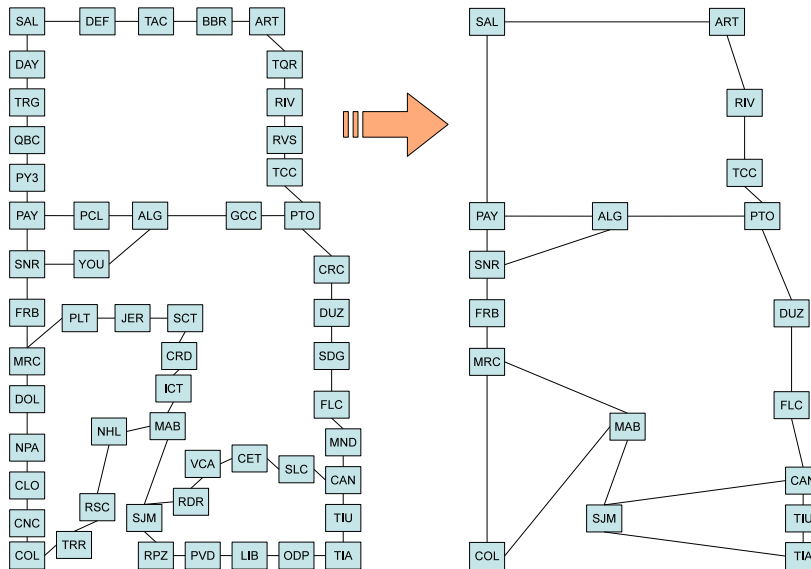 SAL DEF TAC BBR ART
DAY TQR
TRG RIV
QBC RVS
PY3 TCC
PAY PCL ALG GCC PTO
SNR YOU CRC
FRB PLT JER SCT DUZ
MRC CRD SDG
DOL ICT FLC
NPA NHL MAB MND
CLO VCA CET SLC CAN
CNC RSC SJM RDR TIU
COL TRR RPZ PVD LIB ODP TIA
SAL ART
RIV
TCC
PAY ALG PTO
SNR
FRB DUZ
MRC
FLC
MAB
CAN
SJM TIU
COL TIA